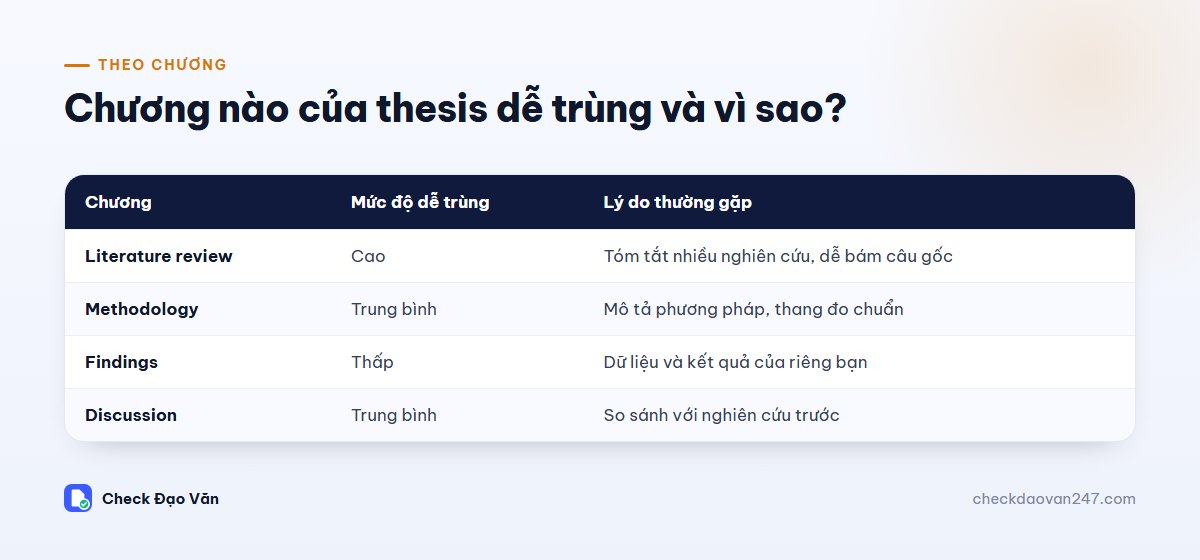 THEO CHƯƠNG
Chương nào của thesis dễ trùng và vì sao?
Chương Mức độ dễ trùng Lý do thường gặp
Literature review Cao Tóm tắt nhiều nghiên cứu, dễ bám câu gốc
Methodology Trung bình Mô tả phương pháp, thang đo chuẩn
Findings Thấp Dữ liệu và kết quả của riêng bạn
Discussion Trung bình So sánh với nghiên cứu trước
Check Đạo Văn checkdaovan247.com